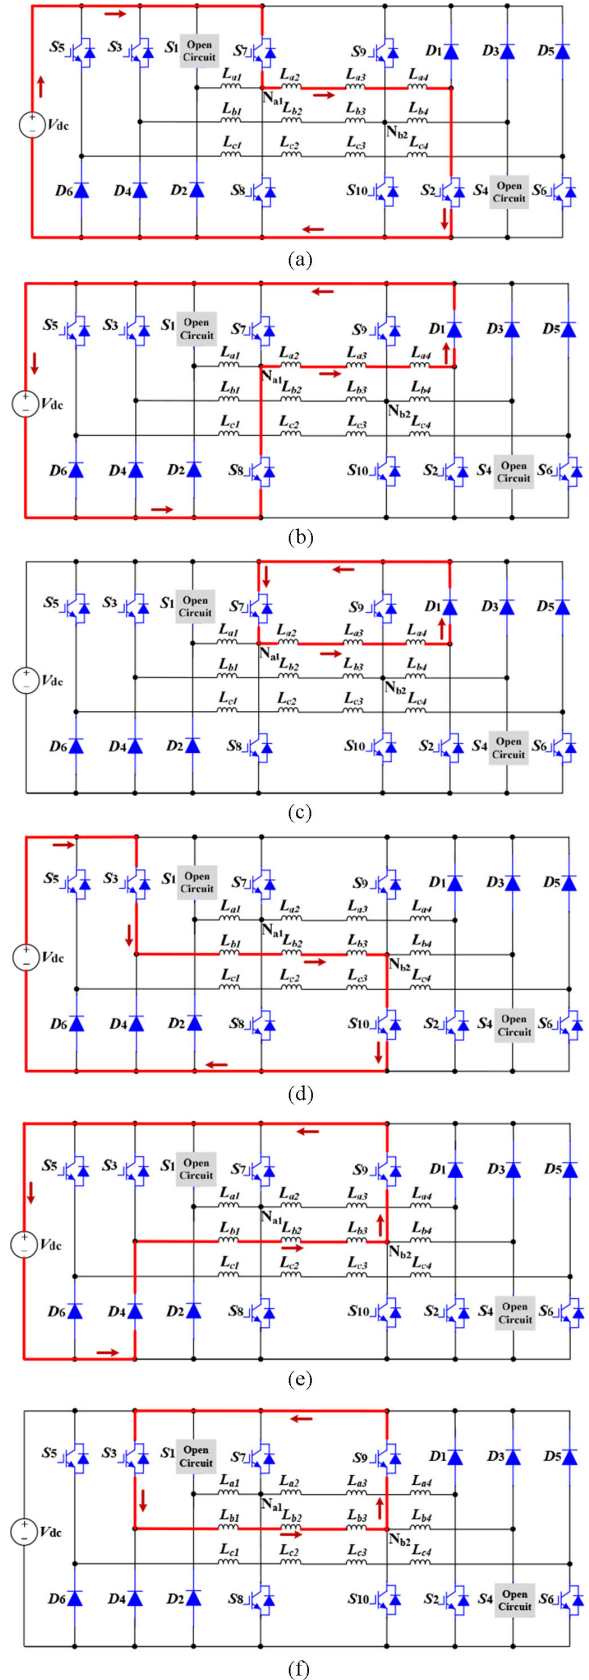 S5 S3 S1 Open Circuit S7 S9 D1 D3 D5
La1 La2 La3 La4
Na1
Lb1 Lb2 Lb3 Lb4
+ − Vdc
Nb2
Lc1 Lc2 Lc3 Lc4
D6 D4 D2 S8 S10 S2 S4 Open Circuit S6
(a)
S5 S3 S1 Open Circuit S7 S9 D1 D3 D5
La1 La2 La3 La4
Na1
Lb1 Lb2 Lb3 Lb4
+ − Vdc
Nb2
Lc1 Lc2 Lc3 Lc4
D6 D4 D2 S8 S10 S2 S4 Open Circuit S6
(b)
S5 S3 S1 Open Circuit S7 S9 D1 D3 D5
La1 La2 La3 La4
Na1
Lb1 Lb2 Lb3 Lb4
+ − Vdc
Nb2
Lc1 Lc2 Lc3 Lc4
D6 D4 D2 S8 S10 S2 S4 Open Circuit S6
(c)
S5 S3 S1 Open Circuit S7 S9 D1 D3 D5
La1 La2 La3 La4
Na1
Lb1 Lb2 Lb3 Lb4
+ − Vdc
Nb2
Lc1 Lc2 Lc3 Lc4
D6 D4 D2 S8 S10 S2 S4 Open Circuit S6
(d)
S5 S3 S1 Open Circuit S7 S9 D1 D3 D5
La1 La2 La3 La4
Na1
Lb1 Lb2 Lb3 Lb4
+ − Vdc
Nb2
Lc1 Lc2 Lc3 Lc4
D6 D4 D2 S8 S10 S2 S4 Open Circuit S6
(e)
S5 S3 S1 Open Circuit S7 S9 D1 D3 D5
La1 La2 La3 La4
Na1
Lb1 Lb2 Lb3 Lb4
+ − Vdc
Nb2
Lc1 Lc2 Lc3 Lc4
D6 D4 D2 S8 S10 S2 S4 Open Circuit S6
(f)